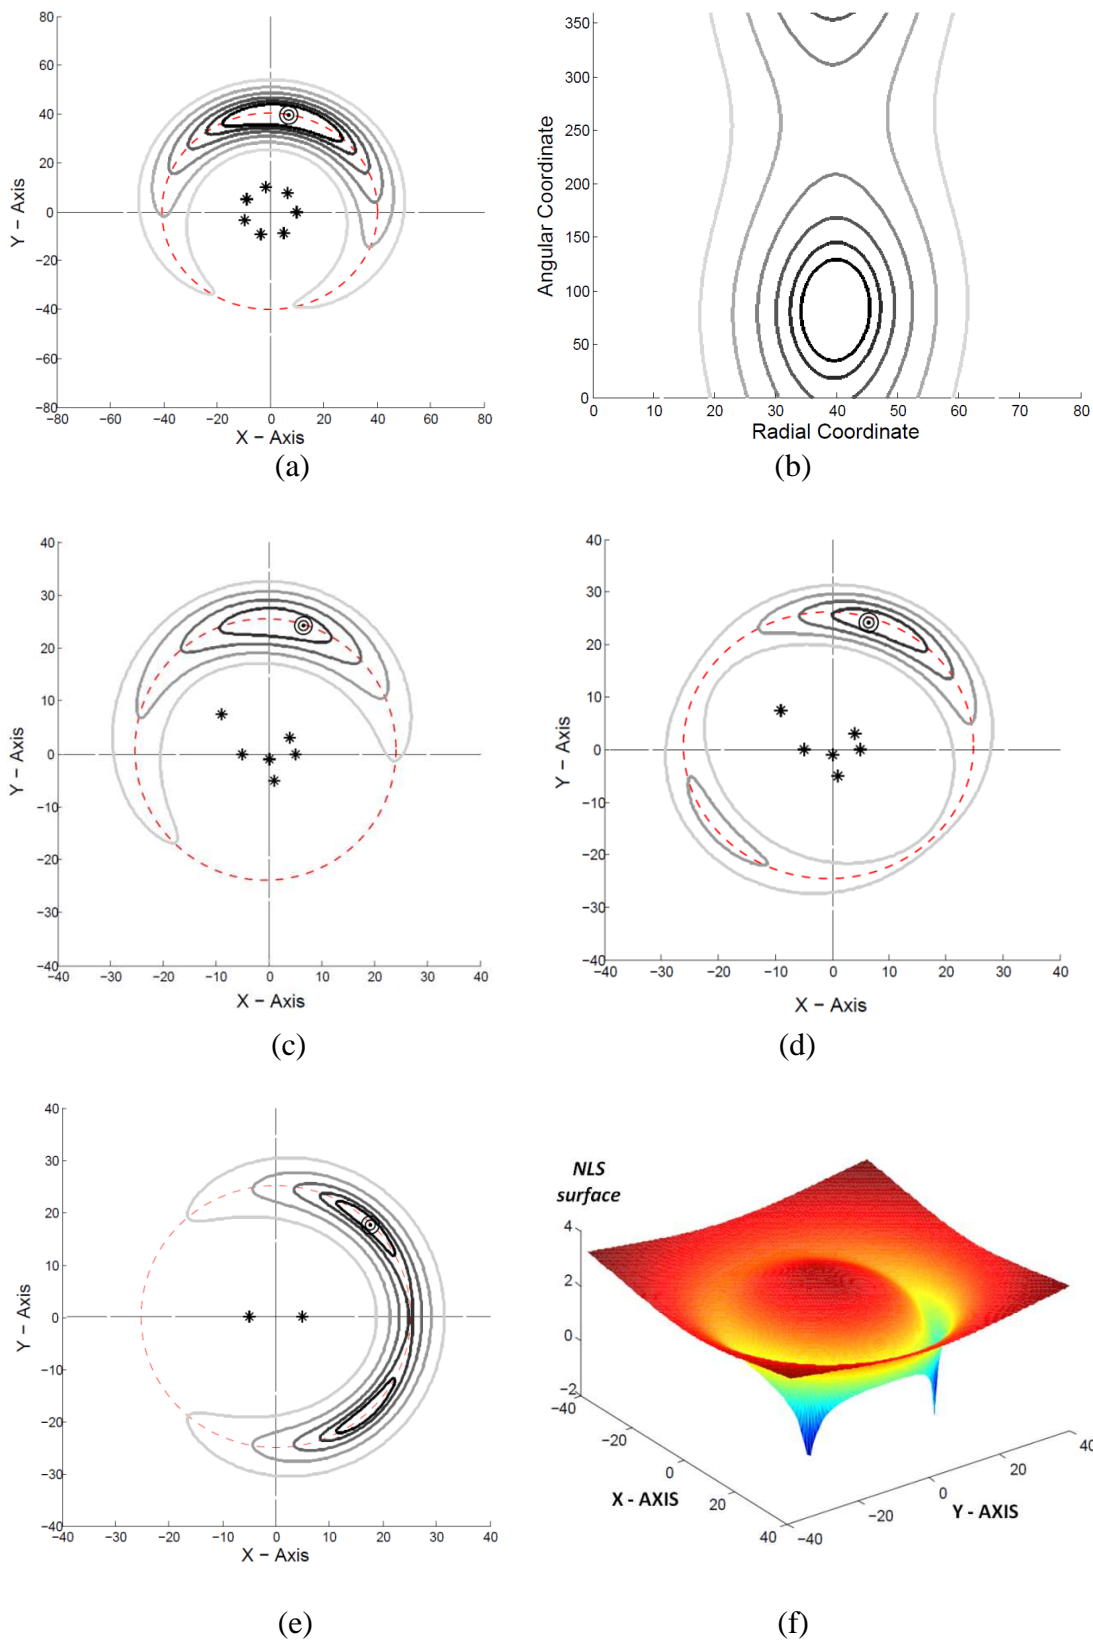 80
60
40
20
0
−20
−40
−60
−80
−80 −60 −40 −20 0 20 40 60 80
Y − Axis
X − Axis
(a)
350
300
250
200
150
100
50
0
0 10 20 30 40 50 60 70 80
Angular Coordinate
Radial Coordinate
(b)
40
30
20
10
0
−10
−20
−30
−40
−40 −30 −20 −10 0 10 20 30 40
Y − Axis
X − Axis
(c)
40
30
20
10
0
−10
−20
−30
−40
−40 −30 −20 −10 0 10 20 30 40
Y − Axis
X − Axis
(d)
40
30
20
10
0
−10
−20
−30
−40
−40 −30 −20 −10 0 10 20 30 40
Y − Axis
X − Axis
(e)
NLS
surface
4
2
0
−2
−40
−20
0
20
40
X - AXIS
−40
−20
0
20
40
Y - AXIS
(f)